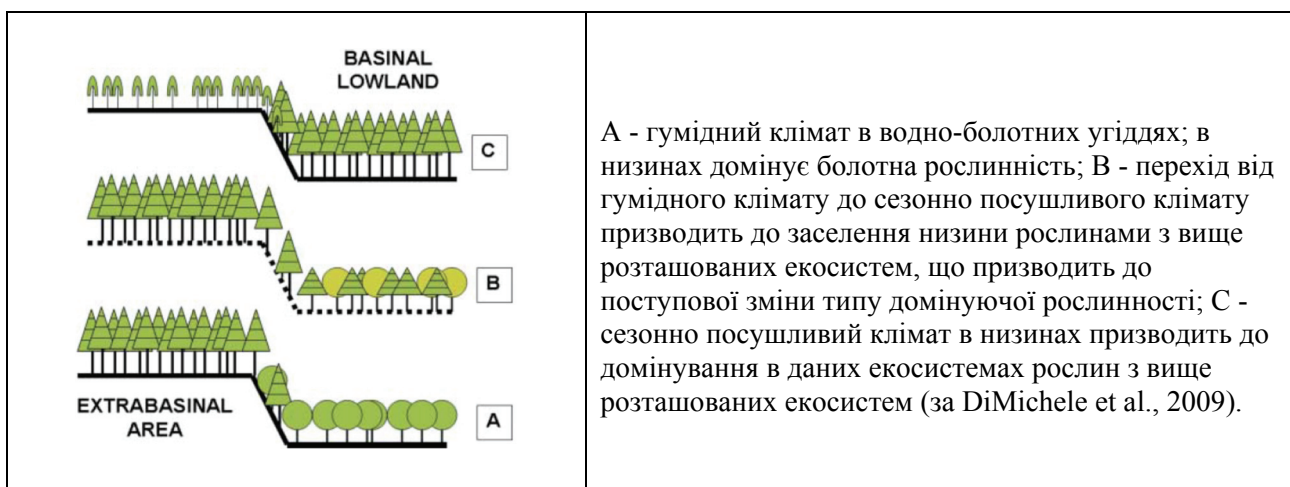 BASINAL
LOWLAND
C
B
EXTRABASINAL
AREA
A
А - гумідний клімат в водно-болотних угіддях; в
низинах домінує болотна рослинність; В - перехід від
гумідного клімату до сезонно посушливого клімату
призводить до заселення низини рослинами з вище
розташованих екосистем, що призводить до
поступової зміни типу домінуючої рослинності; С -
сезонно посушливий клімат в низинах призводить до
домінування в даних екосистемах рослин з вище
розташованих екосистем (за DiMichele et al., 2009).